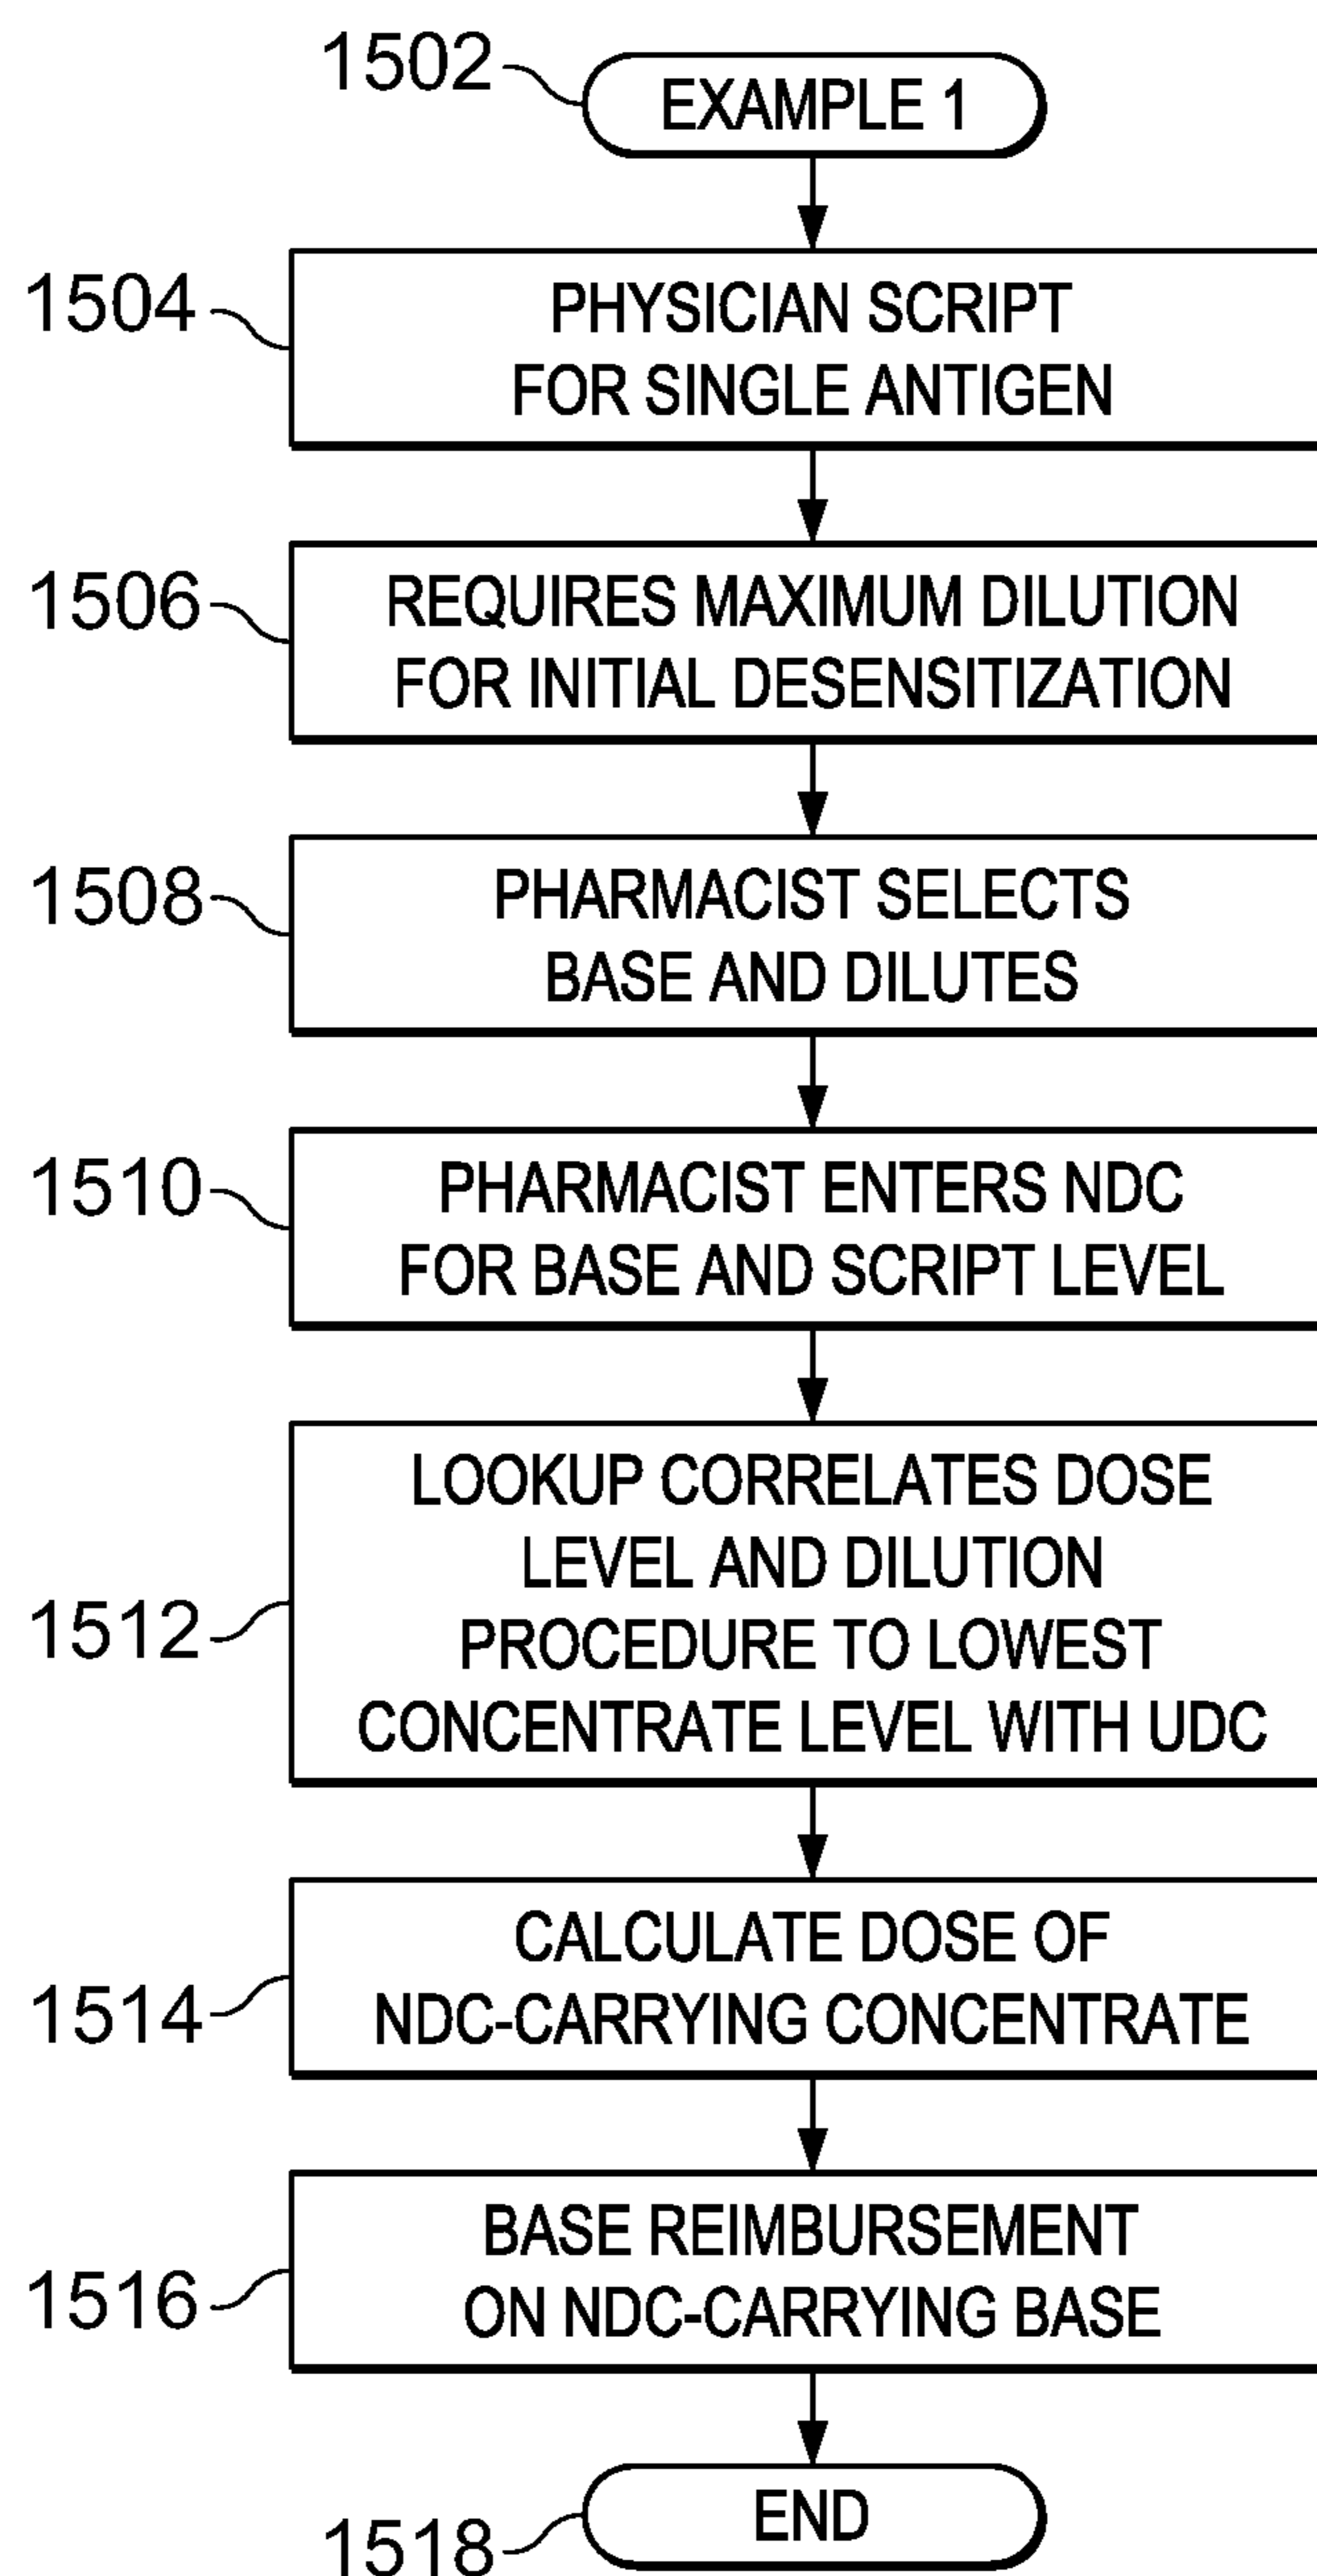 1502
EXAMPLE 1
1504
PHYSICIAN SCRIPT
FOR SINGLE ANTIGEN
1506
REQUIRES MAXIMUM DILUTION
FOR INITIAL DESENSITIZATION
1508
PHARMACIST SELECTS
BASE AND DILUTES
1510
PHARMACIST ENTERS NDC
FOR BASE AND SCRIPT LEVEL
1512
LOOKUP CORRELATES DOSE
LEVEL AND DILUTION
PROCEDURE TO LOWEST
CONCENTRATE LEVEL WITH UDC
1514
CALCULATE DOSE OF
NDC-CARRYING CONCENTRATE
1516
BASE REIMBURSEMENT
ON NDC-CARRYING BASE
1518
END